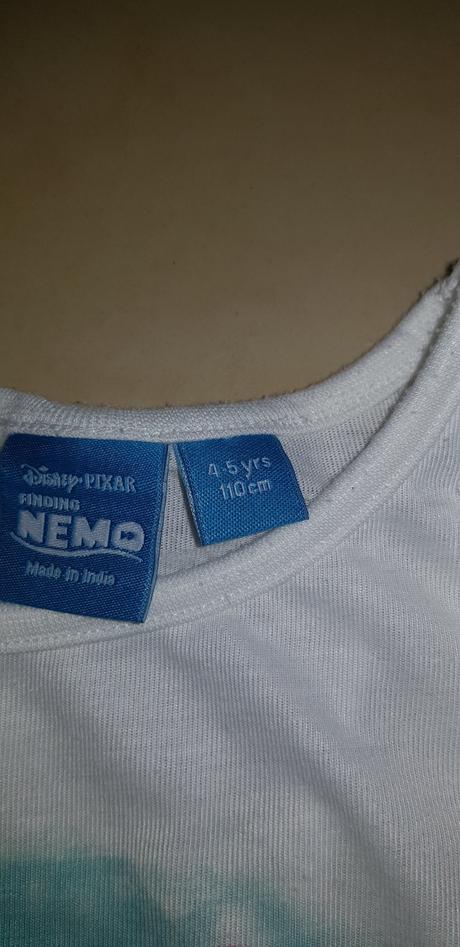 Disney·PIXAR
FINDING
NEMO
Made in India
4-5 yrs
110cm